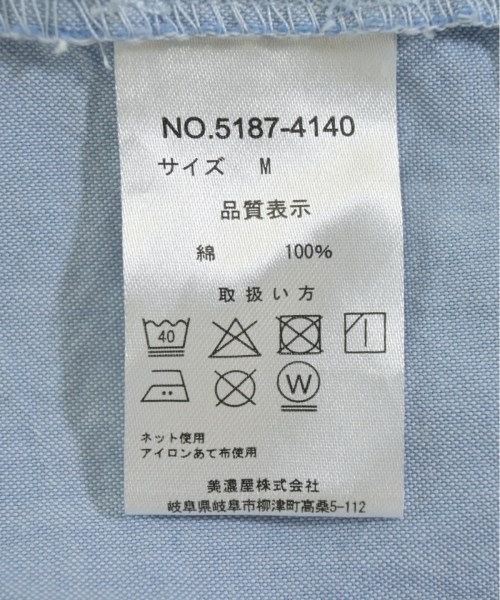 NO.5187-4140
サイズ M
品質表示
綿 100%
取扱い方
40
W
ネット使用
アイロンあて布使用
美濃屋株式会社
岐阜県岐阜市柳津町高桑5-112